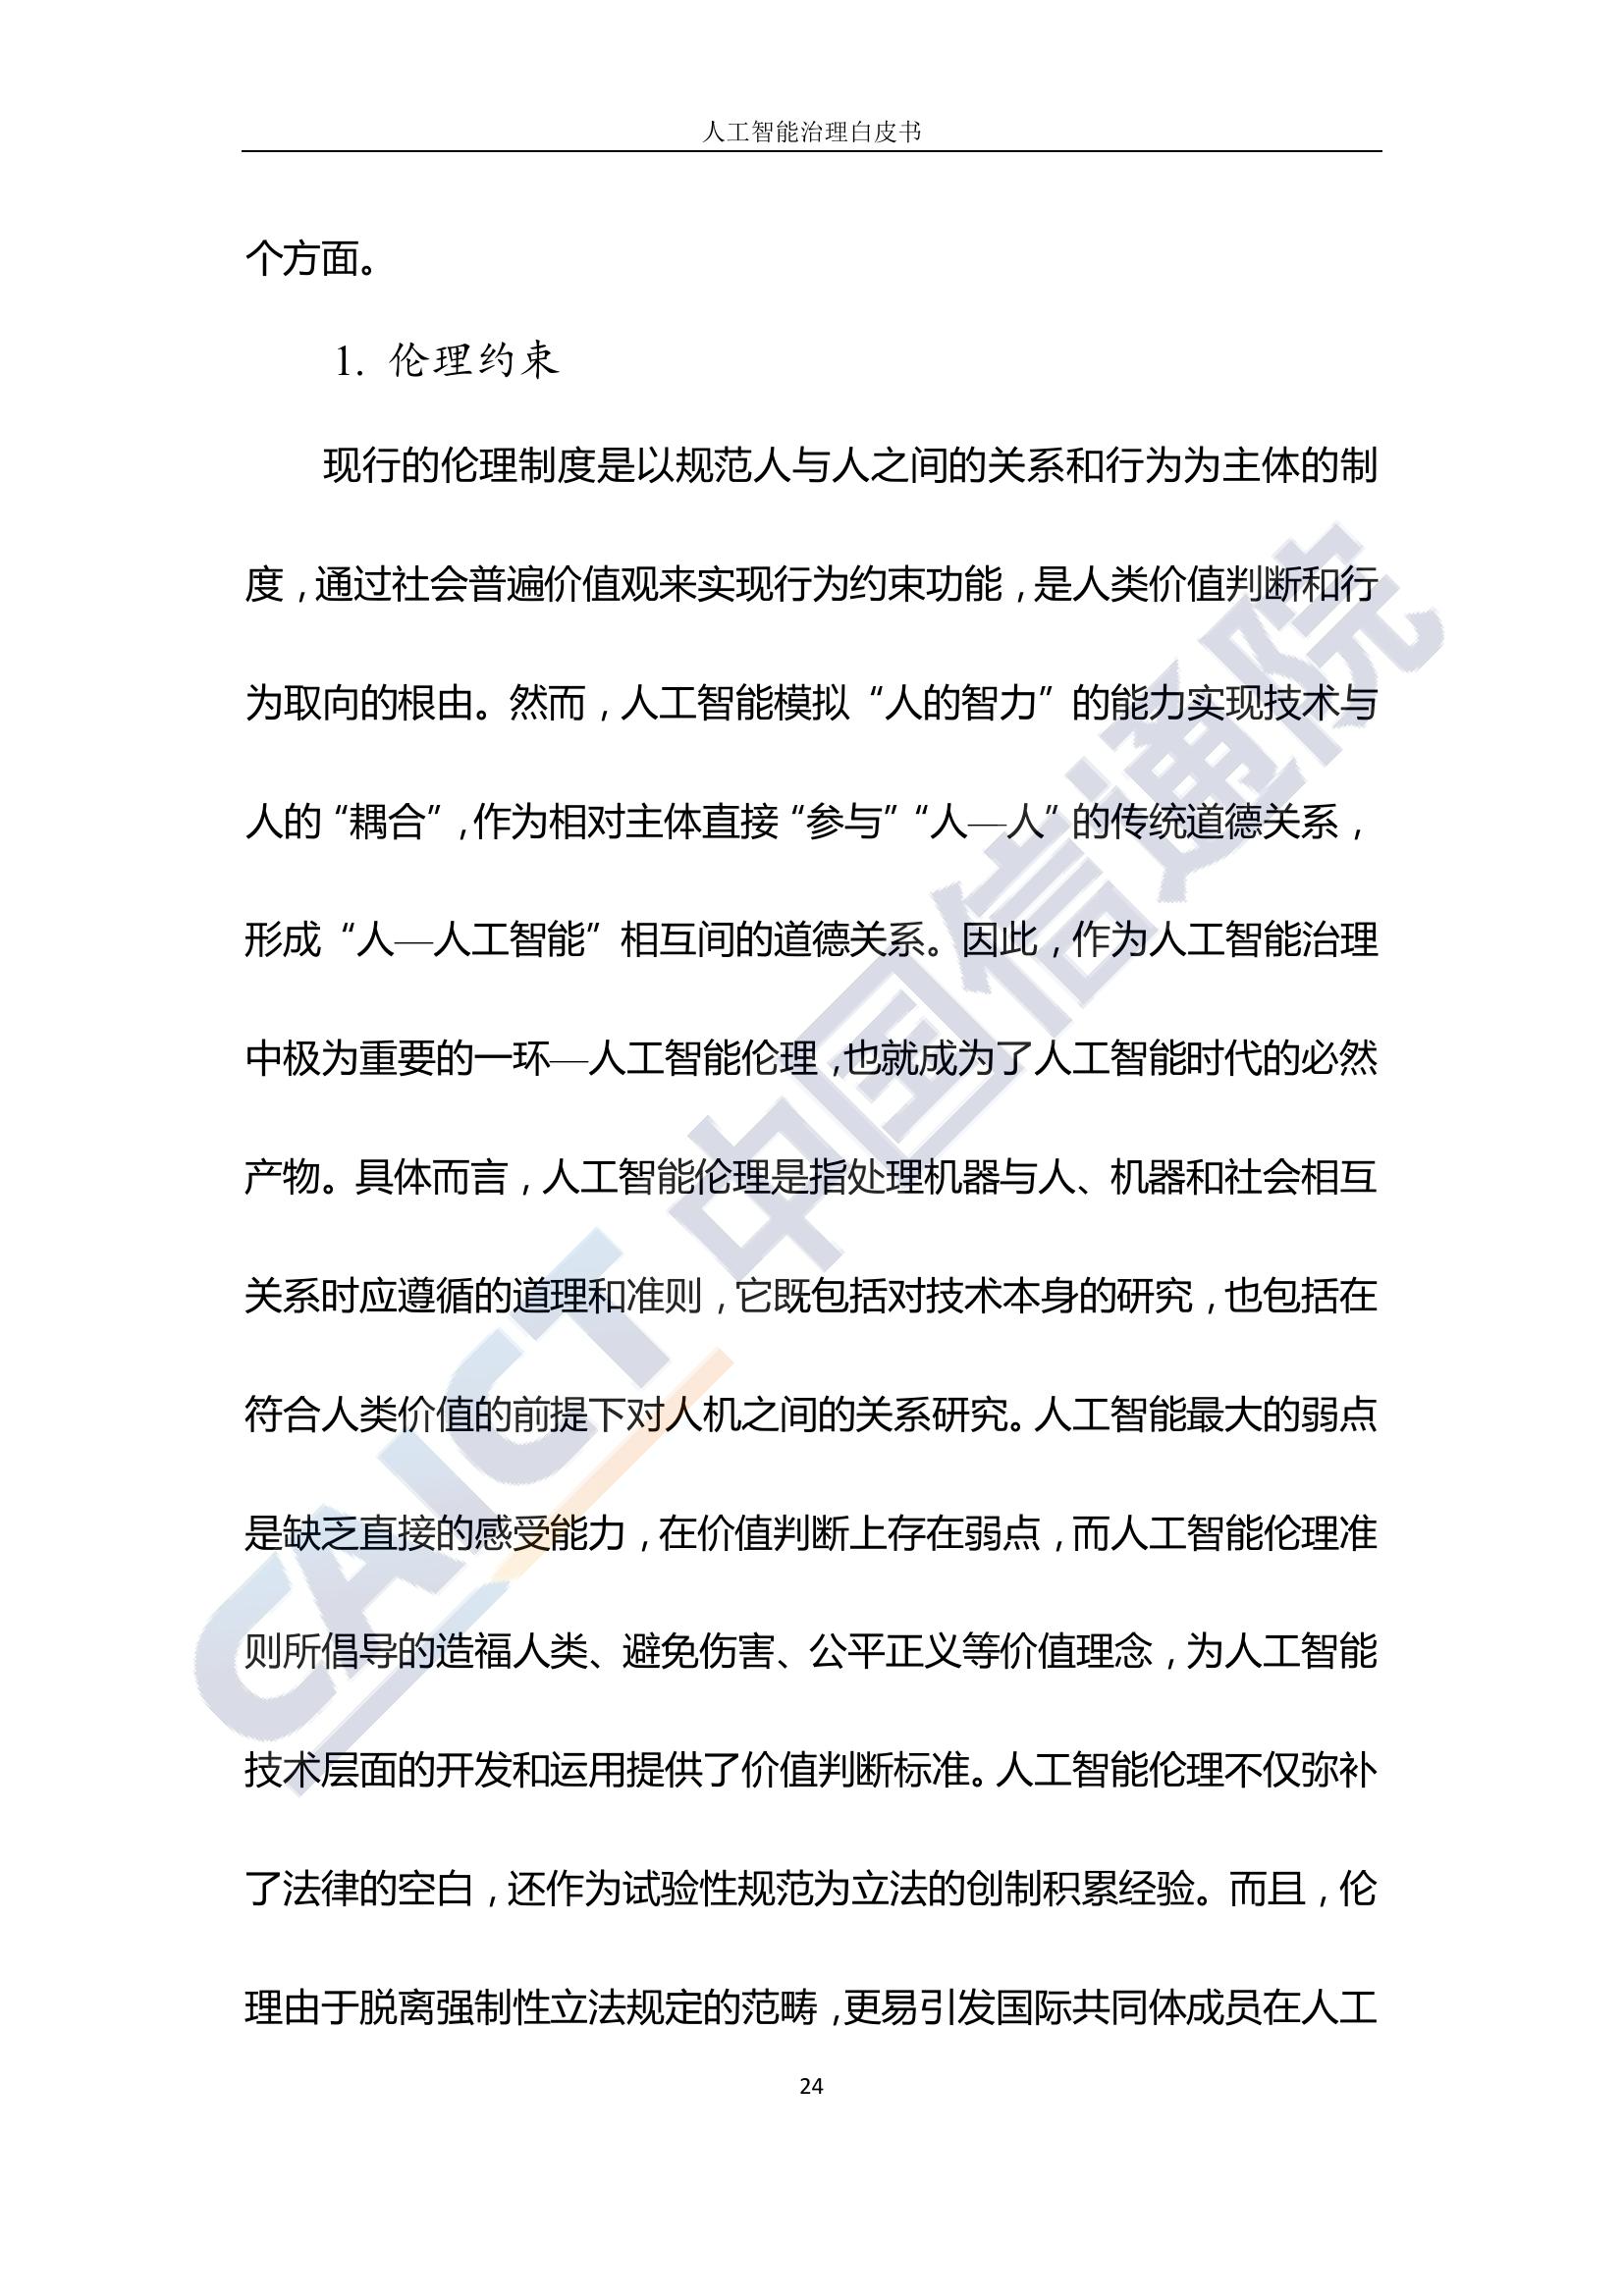 人工智能治理白皮书
个方面。
1. 伦理约束
现行的伦理制度是以规范人与人之间的关系和行为为主体的制
度，通过社会普遍价值观来实现行为约束功能，是人类价值判断和行
为取向的根由。然而，人工智能模拟“人的智力”的能力实现技术与
人的“耦合”，作为相对主体直接“参与”“人—人”的传统道德关系，
形成“人—人工智能”相互间的道德关系。因此，作为人工智能治理
中极为重要的一环—人工智能伦理，也就成为了人工智能时代的必然
产物。具体而言，人工智能伦理是指处理机器与人、机器和社会相互
关系时应遵循的道理和准则，它既包括对技术本身的研究，也包括在
符合人类价值的前提下对人机之间的关系研究。人工智能最大的弱点
是缺乏直接的感受能力，在价值判断上存在弱点，而人工智能伦理准
则所倡导的造福人类、避免伤害、公平正义等价值理念，为人工智能
技术层面的开发和运用提供了价值判断标准。人工智能伦理不仅弥补
了法律的空白，还作为试验性规范为立法的创制积累经验。而且，伦
理由于脱离强制性立法规定的范畴，更易引发国际共同体成员在人工
24
CAICT 中国信通院